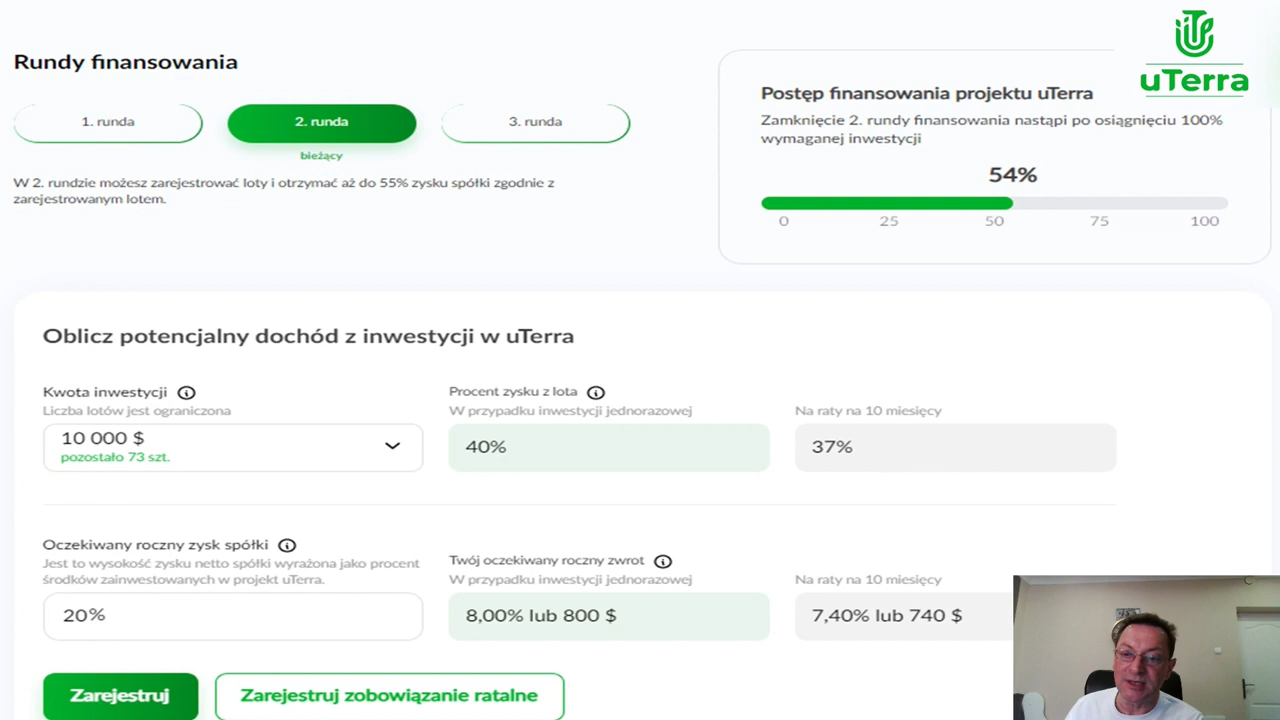 uTerra
Rundy finansowania
1. runda
2. runda
3. runda
bieżący
W 2. rundzie możesz zarejestrować loty i otrzymać aż do 55% zysku spółki zgodnie z
zarejestrowanym lotem.
Postęp finansowania projektu uTerra
Zamknięcie 2. rundy finansowania nastąpi po osiągnięciu 100%
wymaganej inwestycji
54%
0 25 50 75 100
Oblicz potencjalny dochód z inwestycji w uTerra
Kwota inwestycji
Liczba lotów jest ograniczona
10 000 $
pozostało 73 szt.
Procent zysku z lota
W przypadku inwestycji jednorazowej
40%
Na raty na 10 miesięcy
37%
Oczekiwany roczny zysk spółki
Jest to wysokość zysku netto spółki wyrażona jako procent
środków zainwestowanych w projekt uTerra.
20%
Twój oczekiwany roczny zwrot
W przypadku inwestycji jednorazowej
8,00% lub 800 $
Na raty na 10 miesięcy
7,40% lub 740 $
Zarejestruj
Zarejestruj zobowiązanie ratalne